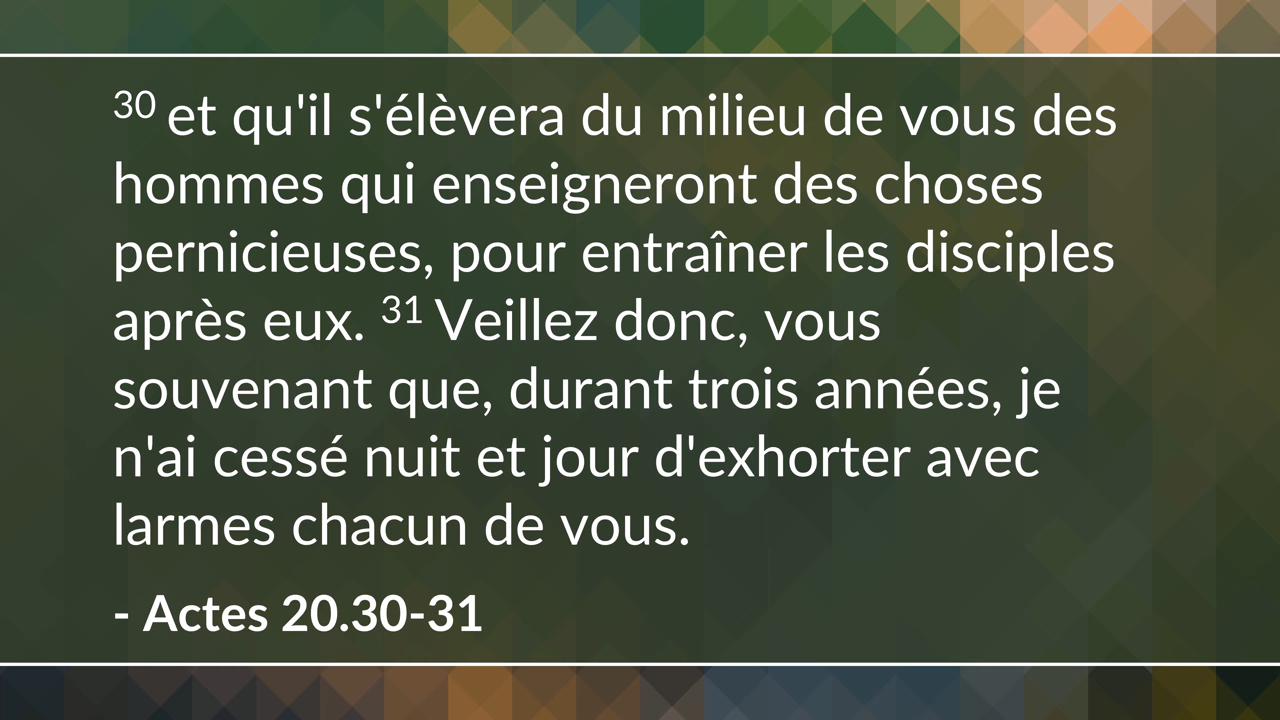 30 et qu'il s'élèvera du milieu de vous des
hommes qui enseigneront des choses
pernicieuses, pour entraîner les disciples
après eux. 31 Veillez donc, vous
souvenant que, durant trois années, je
n'ai cessé nuit et jour d'exhorter avec
larmes chacun de vous.
- Actes 20.30-31